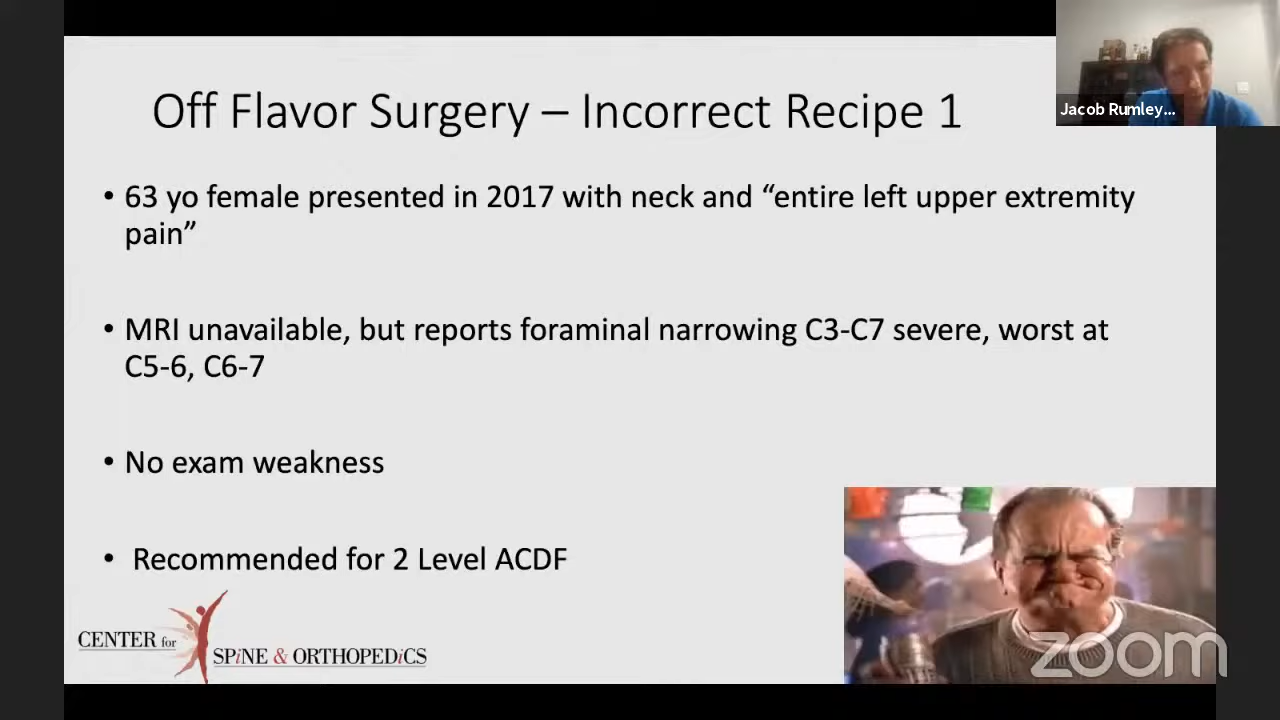 Off Flavor Surgery – Incorrect Recipe 1
Jacob Rumley...
• 63 yo female presented in 2017 with neck and “entire left upper extremity
pain”
• MRI unavailable, but reports foraminal narrowing C3-C7 severe, worst at
C5-6, C6-7
• No exam weakness
• Recommended for 2 Level ACDF
CENTER for
SPiNE & ORTHOPEDiCS
zoom